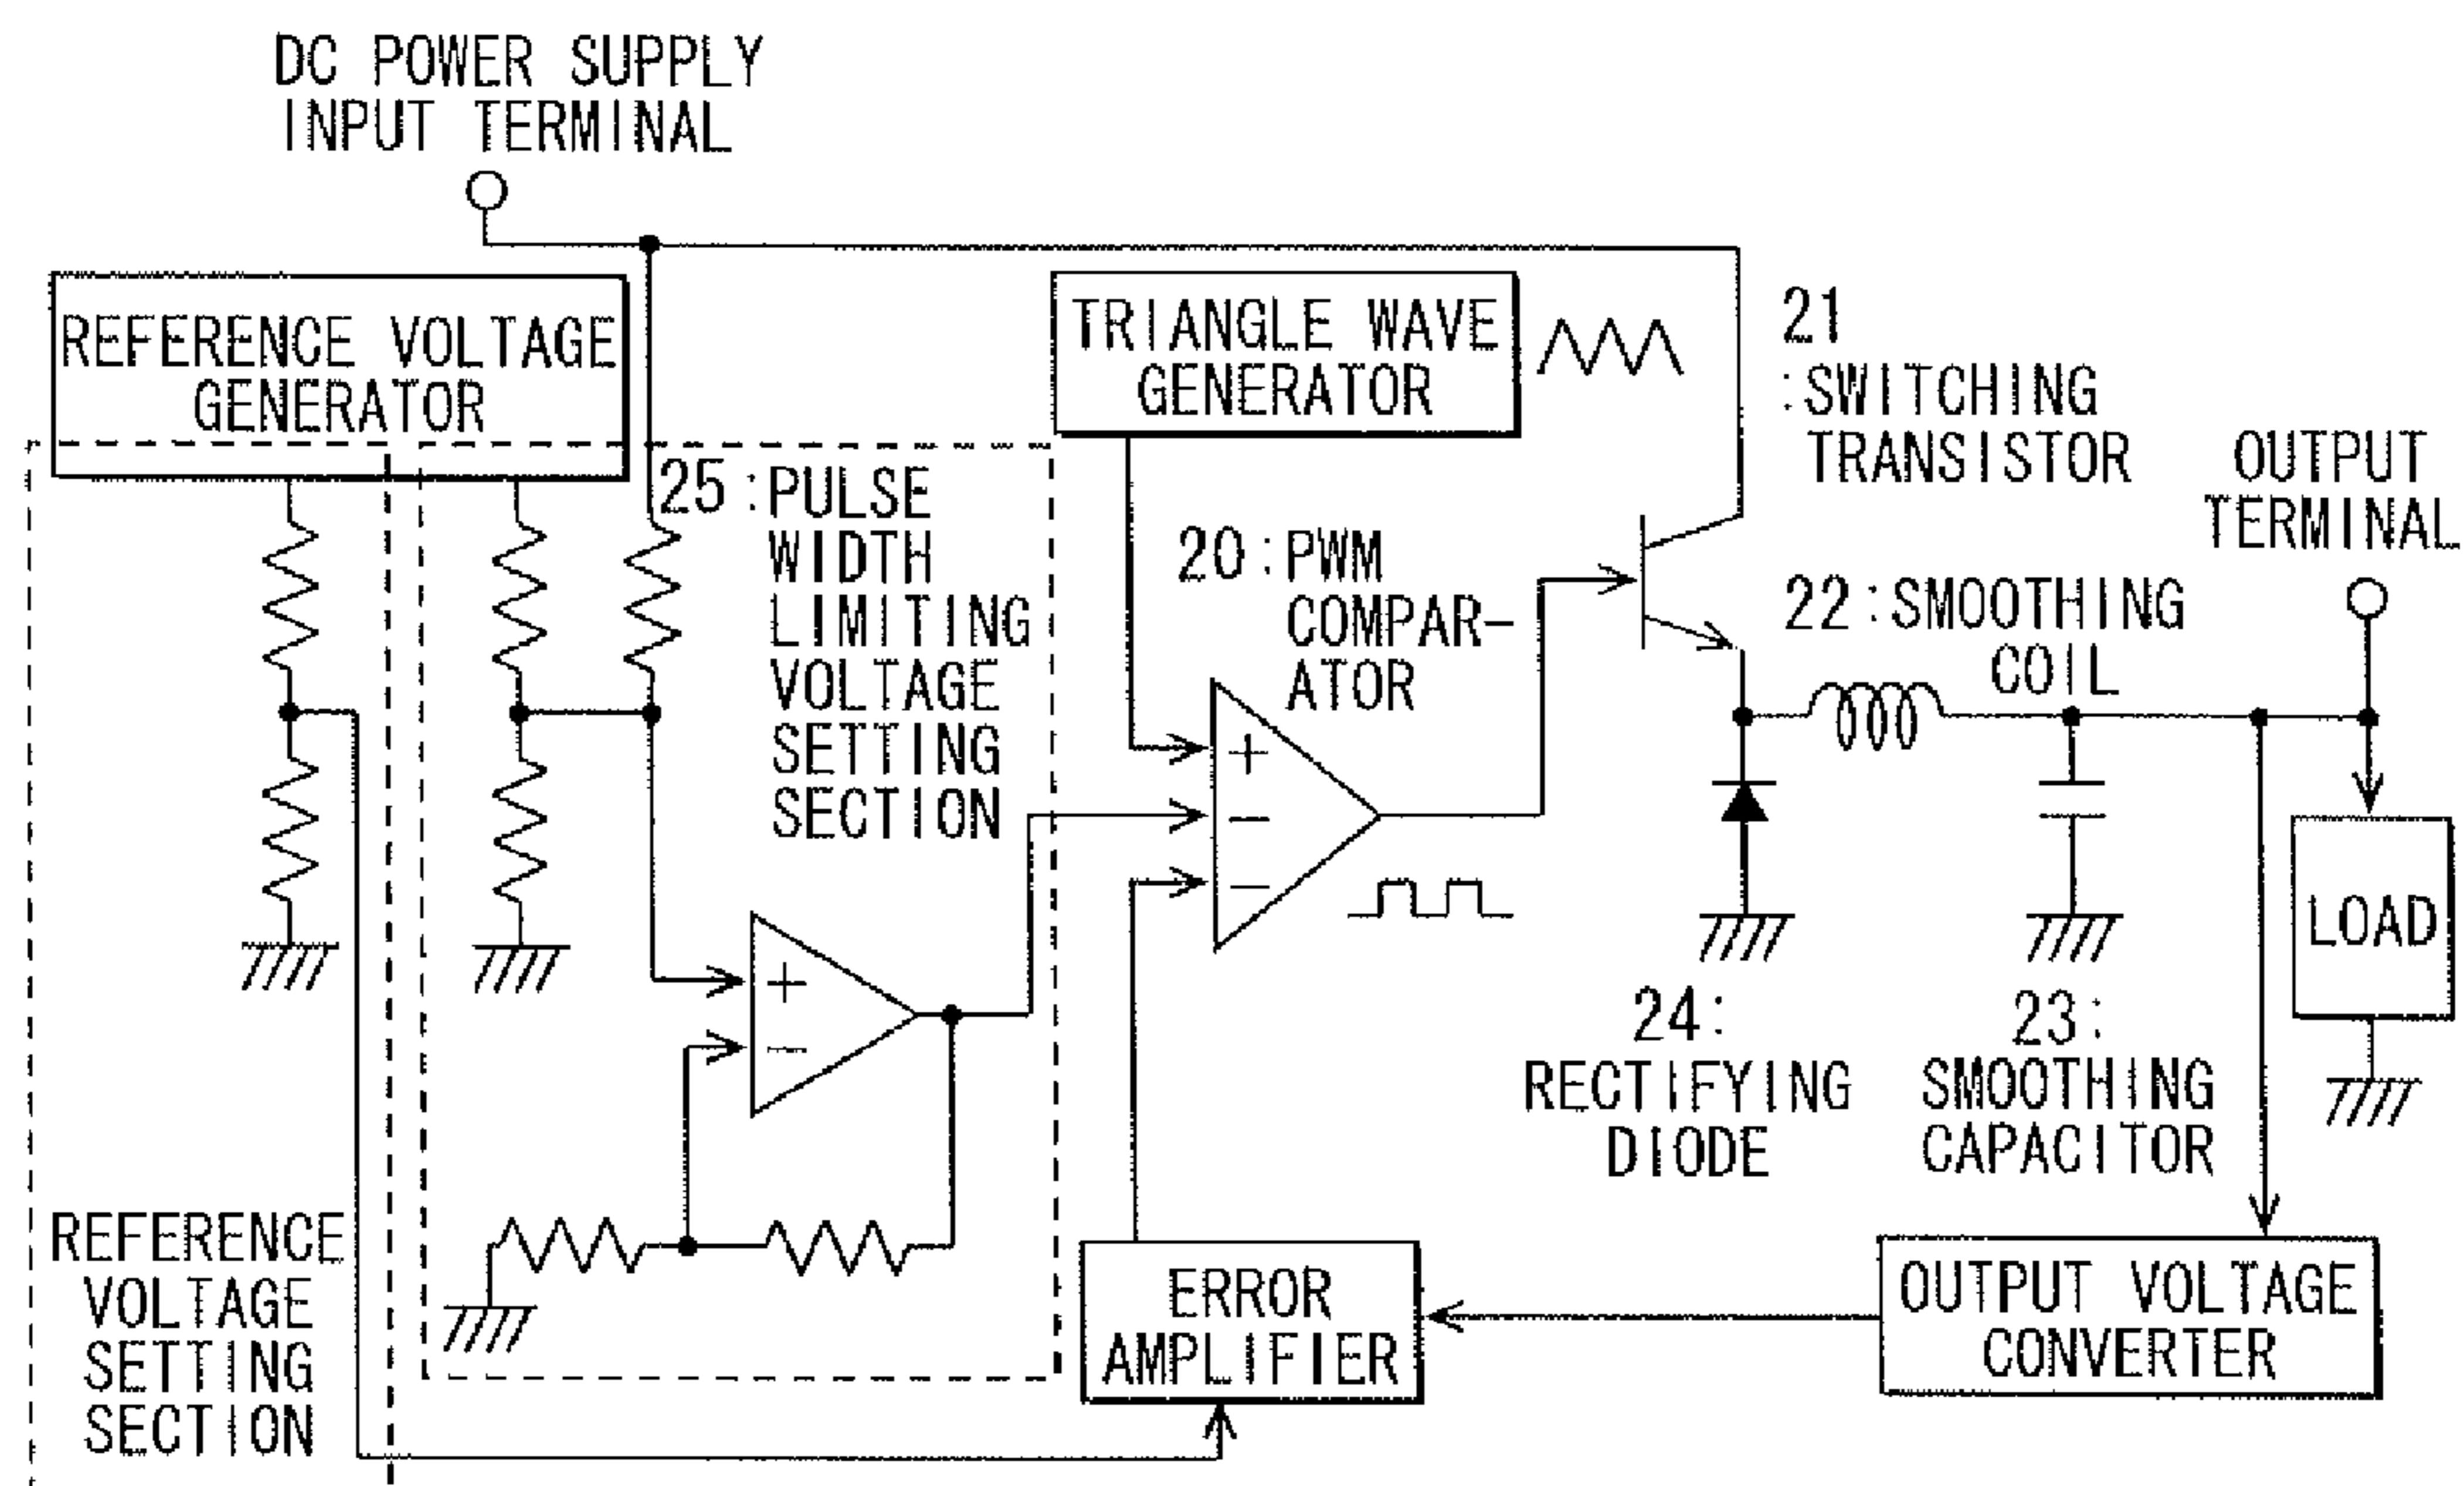 DC POWER SUPPLY
INPUT TERMINAL
REFERENCE VOLTAGE
GENERATOR
TRIANGLE WAVE
GENERATOR
21
:SWITCHING
TRANSISTOR
OUTPUT
TERMINAL
25:PULSE
WIDTH
LIMITING
VOLTAGE
SETTING
SECTION
20:PWM
COMPAR-
ATOR
22:SMOOTHING
COIL
+
−
−
+
−
LOAD
24:
RECTIFYING
DIODE
23:
SMOOTHING
CAPACITOR
REFERENCE
VOLTAGE
SETTING
SECTION
ERROR
AMPLIFIER
OUTPUT VOLTAGE
CONVERTER